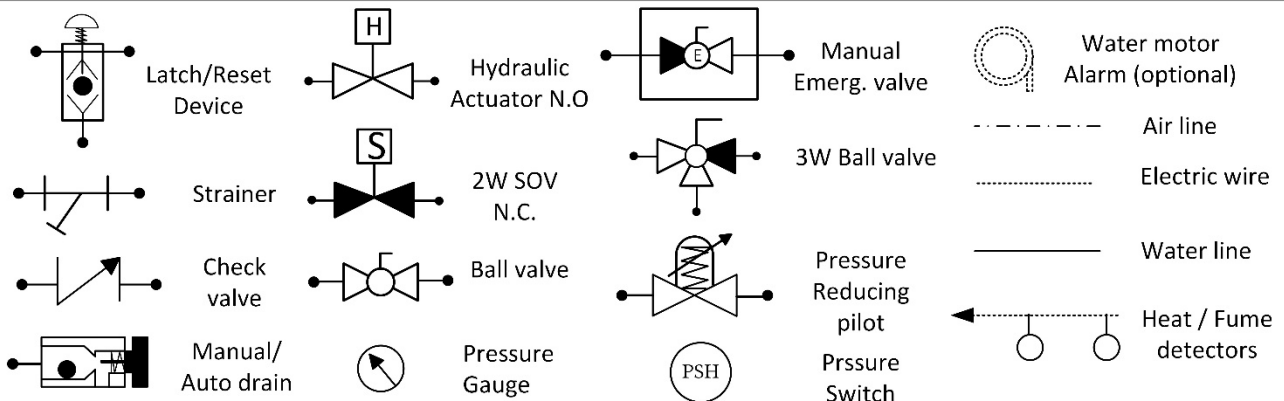 Latch/Reset
Device
Strainer
Check
valve
Manual/
Auto drain
H
Hydraulic
Actuator N.O
S
2W SOV
N.C.
Ball valve
Pressure
Gauge
E
Manual
Emerg. valve
3W Ball valve
Pressure
Reducing
pilot
PSH
Prssure
Switch
Water motor
Alarm (optional)
Air line
Electric wire
Water line
Heat / Fume
detectors